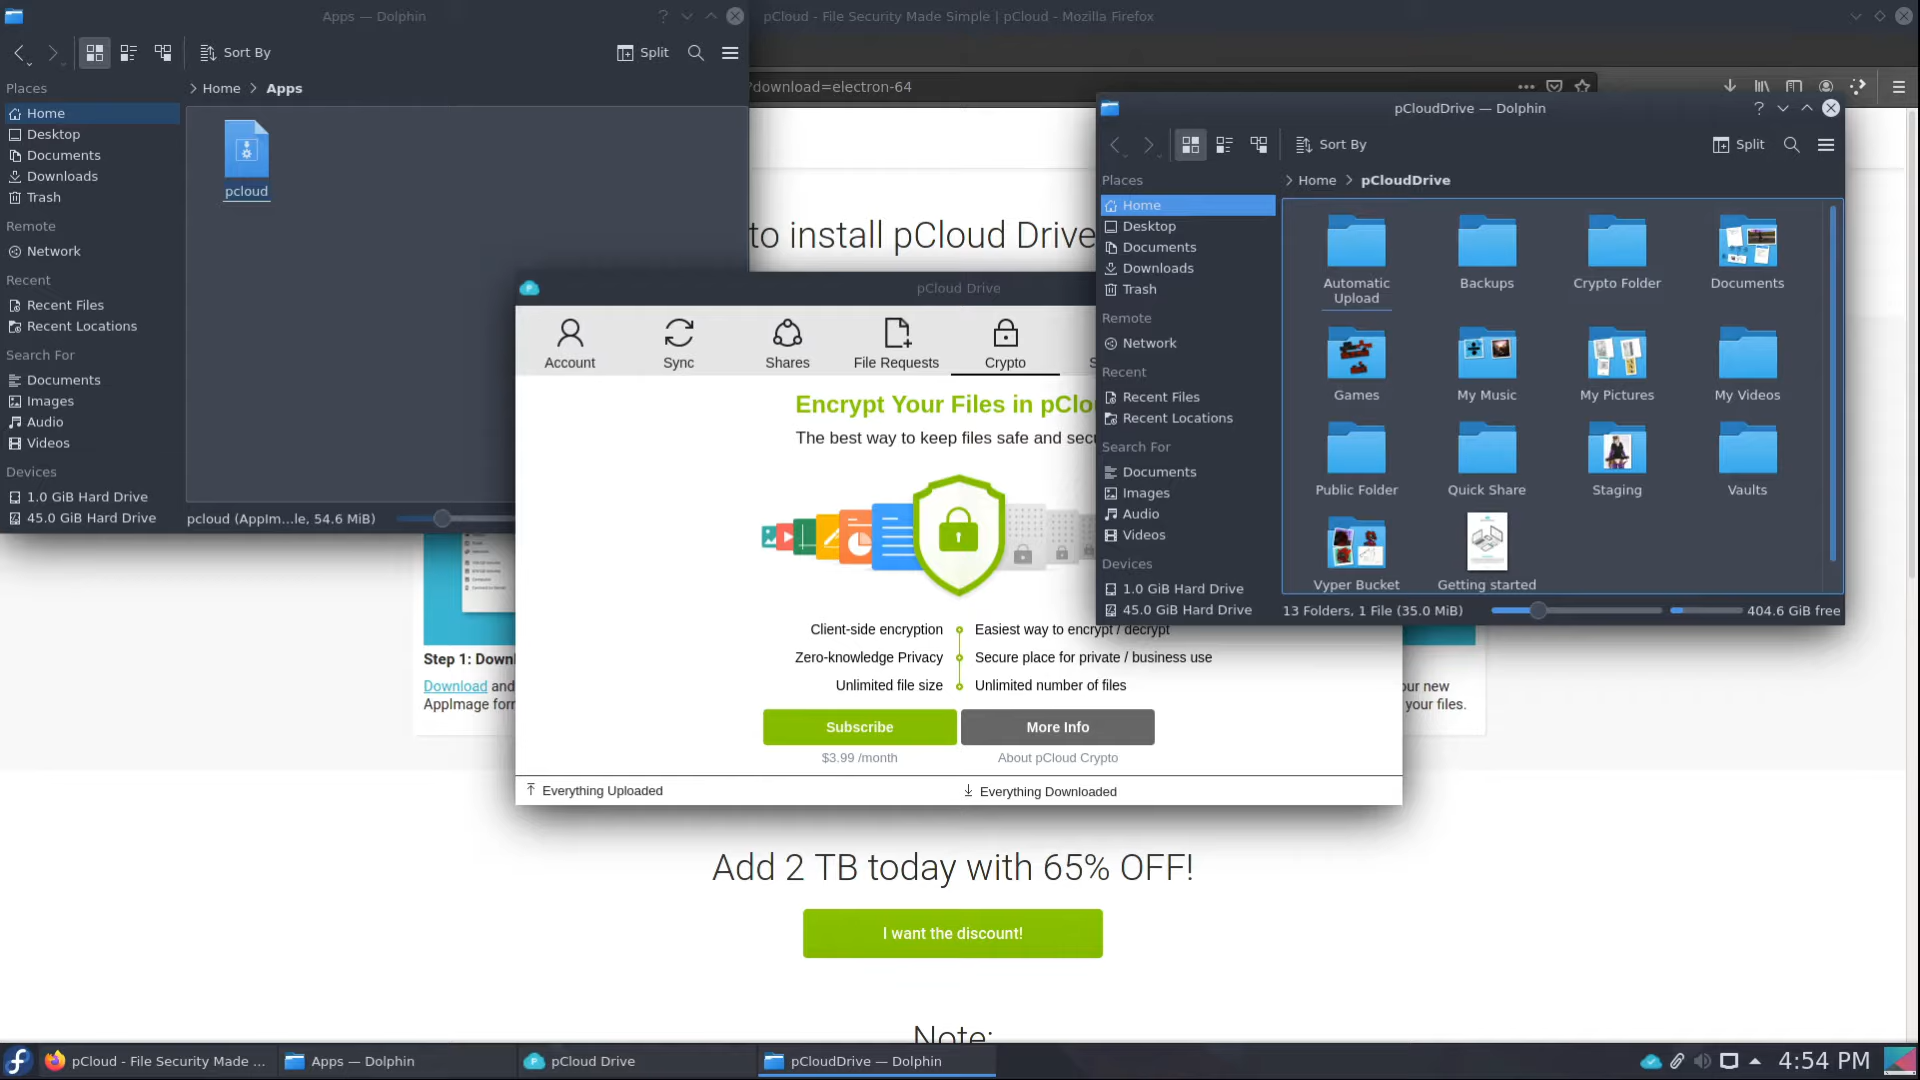 Apps — Dolphin
Sort By
Split
Places
Home
Desktop
Documents
Downloads
Trash
Remote
Network
Recent
Recent Files
Recent Locations
Search For
Documents
Images
Audio
Videos
Devices
1.0 GiB Hard Drive
45.0 GiB Hard Drive
Home > Apps
pcloud
pcloud (AppIm...le, 54.6 MiB)
pCloud - File Security Made Simple | pCloud - Mozilla Firefox
?download=electron-64
to install pCloud Drive
Step 1: Downl
Download and
AppImage for
our new
your files.
pCloud Drive
Account
Sync
Shares
File Requests
Crypto
Encrypt Your Files in pClo
The best way to keep files safe and secu
Client-side encryption
Easiest way to encrypt / decrypt
Zero-knowledge Privacy
Secure place for private / business use
Unlimited file size
Unlimited number of files
Subscribe
More Info
$3.99 /month
About pCloud Crypto
Everything Uploaded
Everything Downloaded
pCloudDrive — Dolphin
Sort By
Split
Places
Home
Desktop
Documents
Downloads
Trash
Remote
Network
Recent
Recent Files
Recent Locations
Search For
Documents
Images
Audio
Videos
Devices
1.0 GiB Hard Drive
45.0 GiB Hard Drive
Home > pCloudDrive
Automatic
Upload
Backups
Crypto Folder
Documents
Games
My Music
My Pictures
My Videos
Public Folder
Quick Share
Staging
Vaults
Vyper Bucket
Getting started
13 Folders, 1 File (35.0 MiB)
404.6 GiB free
Add 2 TB today with 65% OFF!
I want the discount!
Note:
pCloud - File Security Made ...
Apps — Dolphin
pCloud Drive
pCloudDrive — Dolphin
4:54 PM